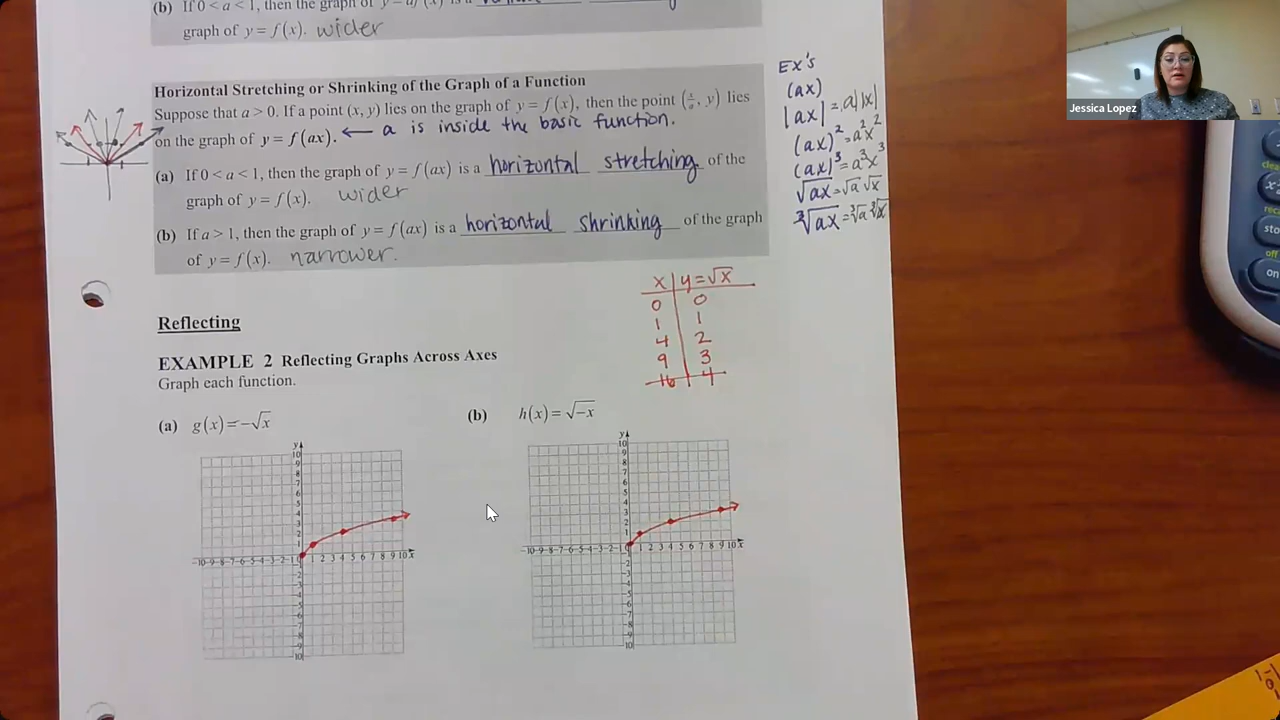 (b) If 0 < a < 1, then the graph of y =
graph of y = f(x). wider
Horizontal Stretching or Shrinking of the Graph of a Function
Suppose that a > 0. If a point (x, y) lies on the graph of y = f(x), then the point (x/a, y) lies
on the graph of y = f(ax). ← a is inside the basic function.
(a) If 0 < a < 1, then the graph of y = f(ax) is a horizontal stretching of the
graph of y = f(x). wider
(b) If a > 1, then the graph of y = f(ax) is a horizontal shrinking of the graph
of y = f(x). narrower.
Ex's
(ax)
|ax| = a|x|
(ax)² = a²x²
(ax)³ = a³x³
√ax = √a √x
∛ax = ∛a ∛x
Jessica Lopez
x | y = √x
0 | 0
1 | 1
4 | 2
9 | 3
16 | 4
Reflecting
EXAMPLE 2 Reflecting Graphs Across Axes
Graph each function.
(a) g(x) = -√x
(b) h(x) = √-x